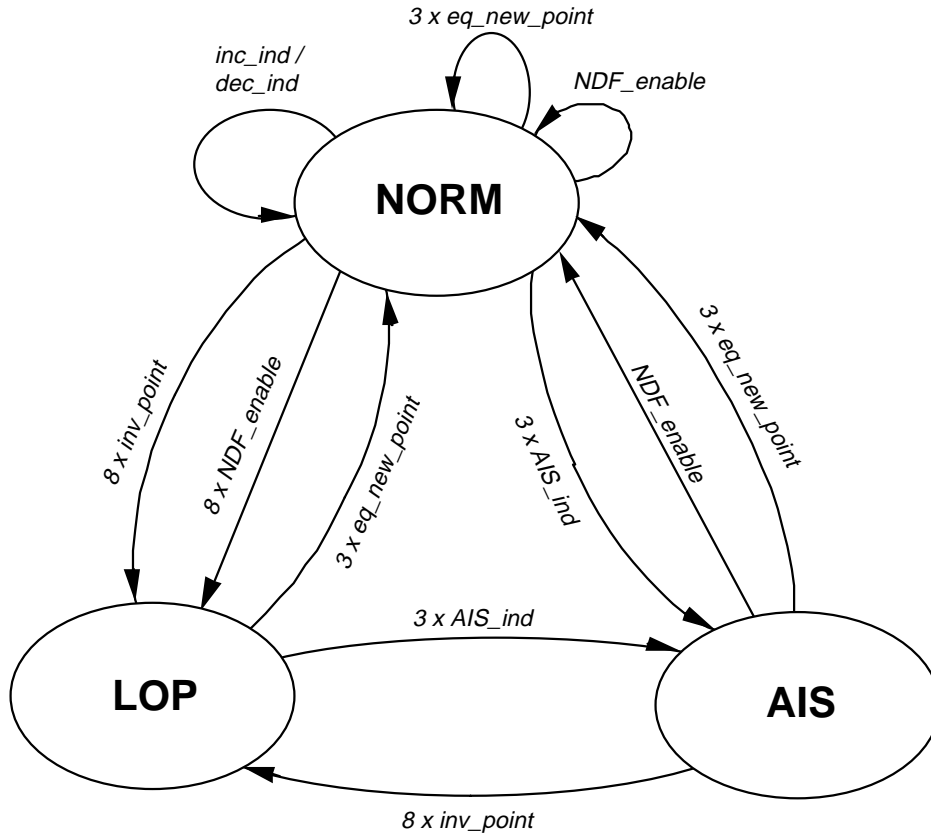 3 x eq_new_point
inc_ind /
dec_ind
NDF_enable
NORM
8 x inv_point
8 x NDF_enable
3 x eq_new_point
3 x AIS_ind
NDF_enable
3 x eq_new_point
3 x AIS_ind
LOP
AIS
8 x inv_point